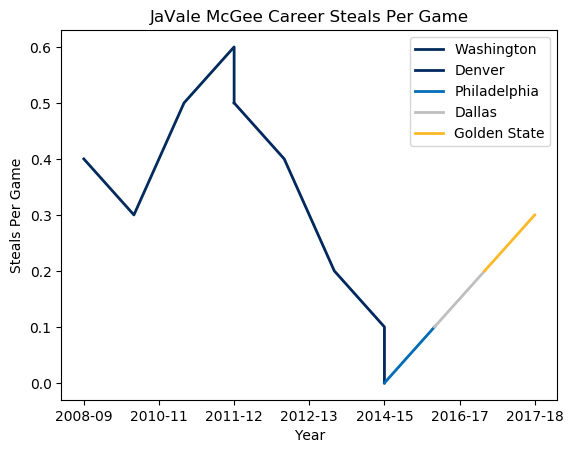 JaVale McGee Career Steals Per Game
Steals Per Game
0.6
0.5
0.4
0.3
0.2
0.1
0.0
Washington
Denver
Philadelphia
Dallas
Golden State
2008-09 2010-11 2011-12 2012-13 2014-15 2016-17 2017-18
Year